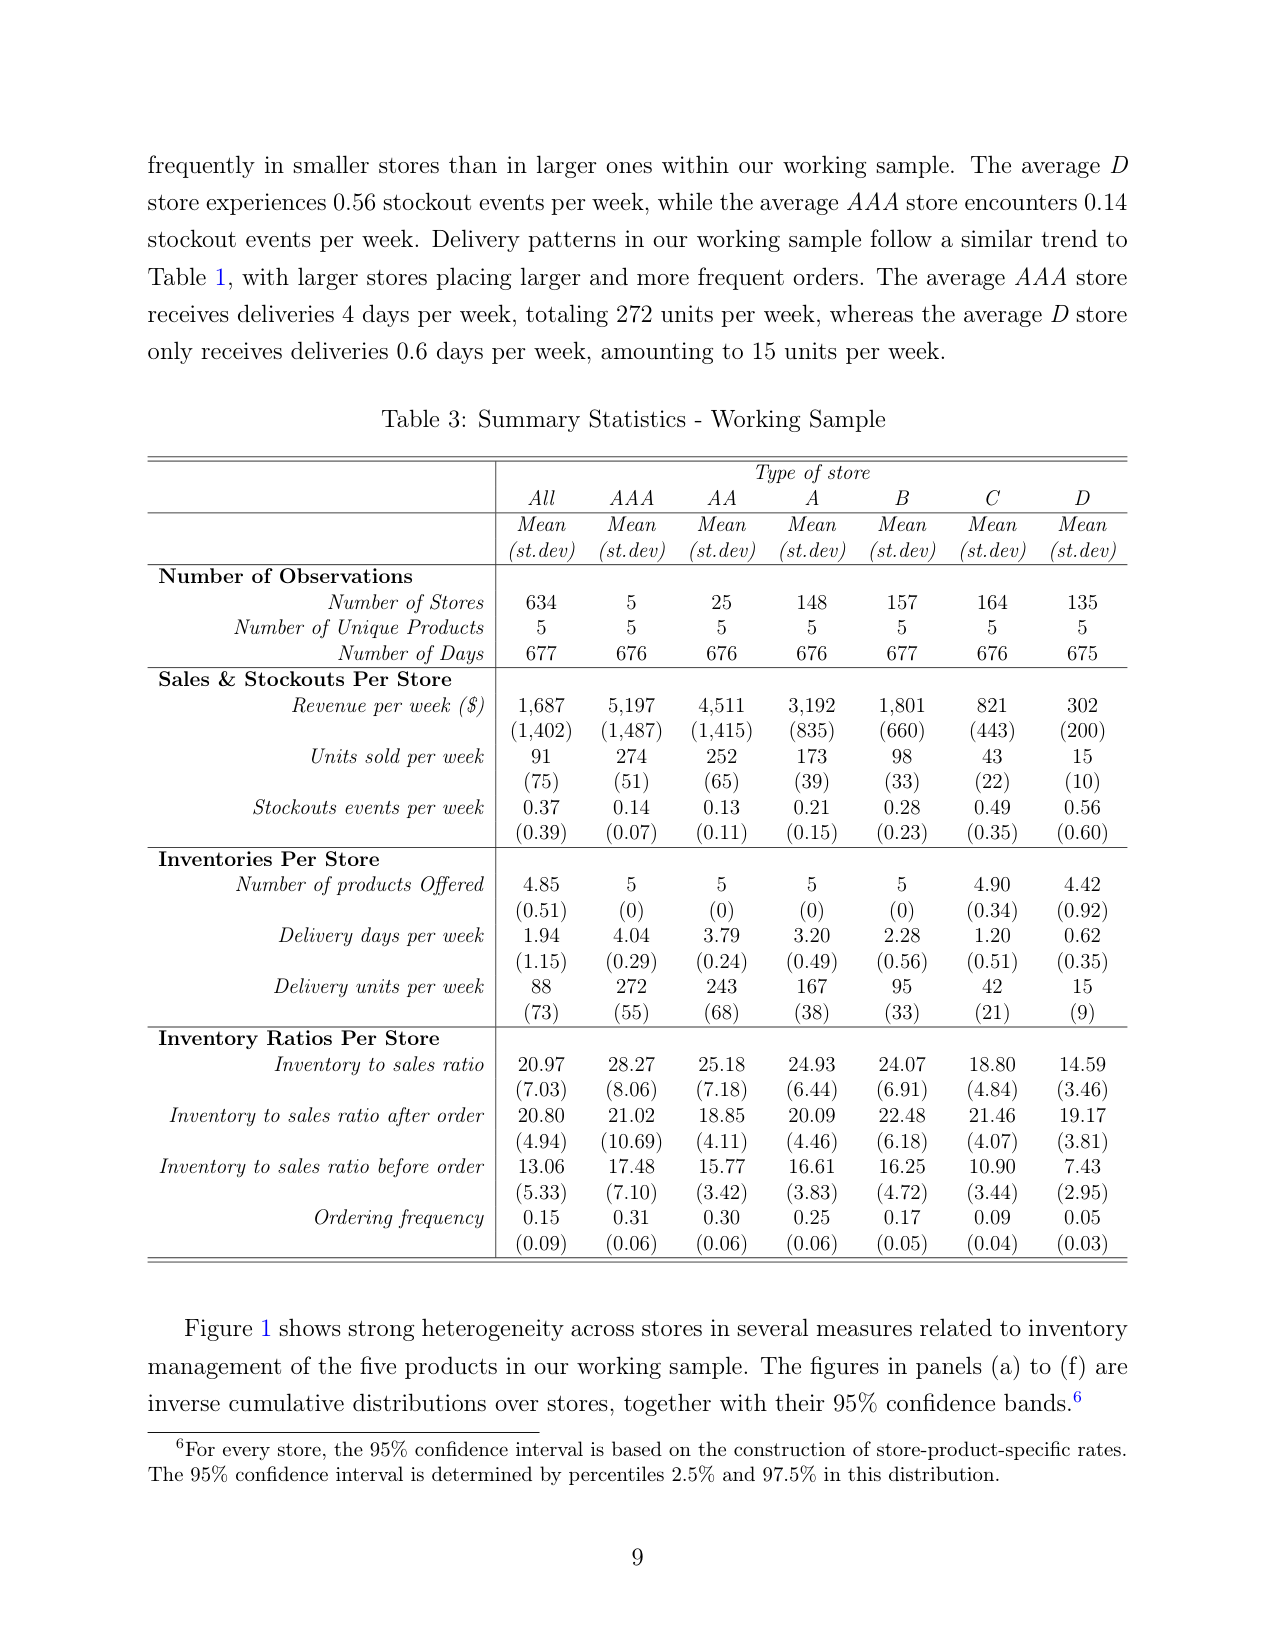 frequently in smaller stores than in larger ones within our working sample. The average D
store experiences 0.56 stockout events per week, while the average AAA store encounters 0.14
stockout events per week. Delivery patterns in our working sample follow a similar trend to
Table 1, with larger stores placing larger and more frequent orders. The average AAA store
receives deliveries 4 days per week, totaling 272 units per week, whereas the average D store
only receives deliveries 0.6 days per week, amounting to 15 units per week.
Table 3: Summary Statistics - Working Sample
Type of store
All AAA AA A B C D
Mean Mean Mean Mean Mean Mean Mean
(st.dev) (st.dev) (st.dev) (st.dev) (st.dev) (st.dev) (st.dev)
Number of Observations
Number of Stores 634 5 25 148 157 164 135
Number of Unique Products 5 5 5 5 5 5 5
Number of Days 677 676 676 676 677 676 675
Sales & Stockouts Per Store
Revenue per week ($) 1,687 5,197 4,511 3,192 1,801 821 302
(1,402) (1,487) (1,415) (835) (660) (443) (200)
Units sold per week 91 274 252 173 98 43 15
(75) (51) (65) (39) (33) (22) (10)
Stockouts events per week 0.37 0.14 0.13 0.21 0.28 0.49 0.56
(0.39) (0.07) (0.11) (0.15) (0.23) (0.35) (0.60)
Inventories Per Store
Number of products Offered 4.85 5 5 5 5 4.90 4.42
(0.51) (0) (0) (0) (0) (0.34) (0.92)
Delivery days per week 1.94 4.04 3.79 3.20 2.28 1.20 0.62
(1.15) (0.29) (0.24) (0.49) (0.56) (0.51) (0.35)
Delivery units per week 88 272 243 167 95 42 15
(73) (55) (68) (38) (33) (21) (9)
Inventory Ratios Per Store
Inventory to sales ratio 20.97 28.27 25.18 24.93 24.07 18.80 14.59
(7.03) (8.06) (7.18) (6.44) (6.91) (4.84) (3.46)
Inventory to sales ratio after order 20.80 21.02 18.85 20.09 22.48 21.46 19.17
(4.94) (10.69) (4.11) (4.46) (6.18) (4.07) (3.81)
Inventory to sales ratio before order 13.06 17.48 15.77 16.61 16.25 10.90 7.43
(5.33) (7.10) (3.42) (3.83) (4.72) (3.44) (2.95)
Ordering frequency 0.15 0.31 0.30 0.25 0.17 0.09 0.05
(0.09) (0.06) (0.06) (0.06) (0.05) (0.04) (0.03)
Figure 1 shows strong heterogeneity across stores in several measures related to inventory
management of the five products in our working sample. The figures in panels (a) to (f) are
inverse cumulative distributions over stores, together with their 95% confidence bands.6
6For every store, the 95% confidence interval is based on the construction of store-product-specific rates.
The 95% confidence interval is determined by percentiles 2.5% and 97.5% in this distribution.
9